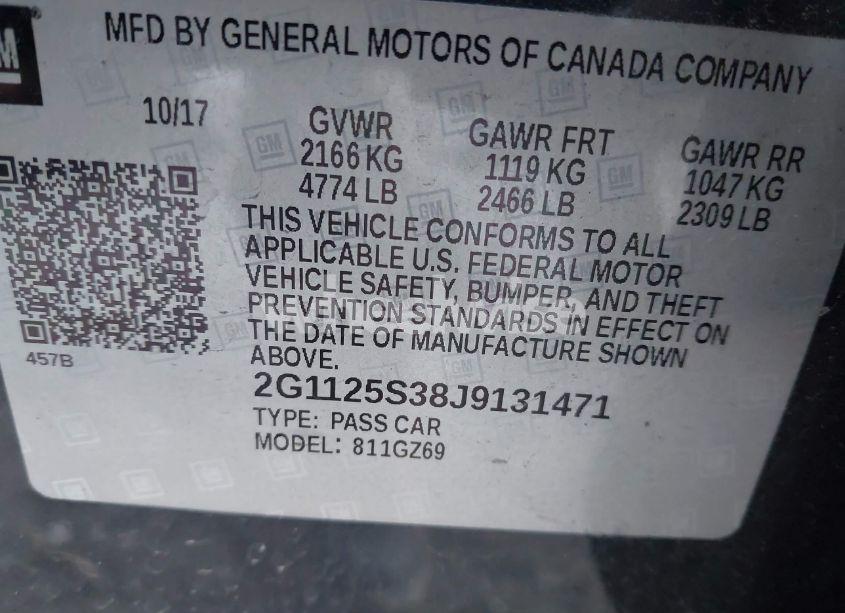 GM
MFD BY GENERAL MOTORS OF CANADA COMPANY
10/17
GVWR GAWR FRT GAWR RR
2166 KG 1119 KG 1047 KG
4774 LB 2466 LB 2309 LB
THIS VEHICLE CONFORMS TO ALL
APPLICABLE U.S. FEDERAL MOTOR
VEHICLE SAFETY, BUMPER, AND THEFT
PREVENTION STANDARDS IN EFFECT ON
THE DATE OF MANUFACTURE SHOWN
ABOVE.
457B
2G1125S38J9131471
TYPE: PASS CAR
MODEL: 811GZ69